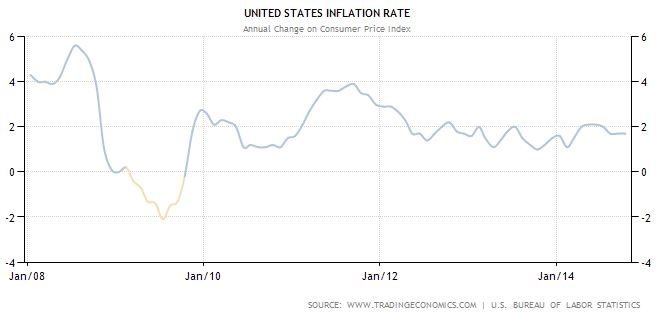 UNITED STATES INFLATION RATE
Annual Change on Consumer Price Index
6 6
4 4
2 2
0 0
-2 -2
-4 -4
Jan/08 Jan/10 Jan/12 Jan/14
SOURCE: WWW.TRADINGECONOMICS.COM | U.S. BUREAU OF LABOR STATISTICS